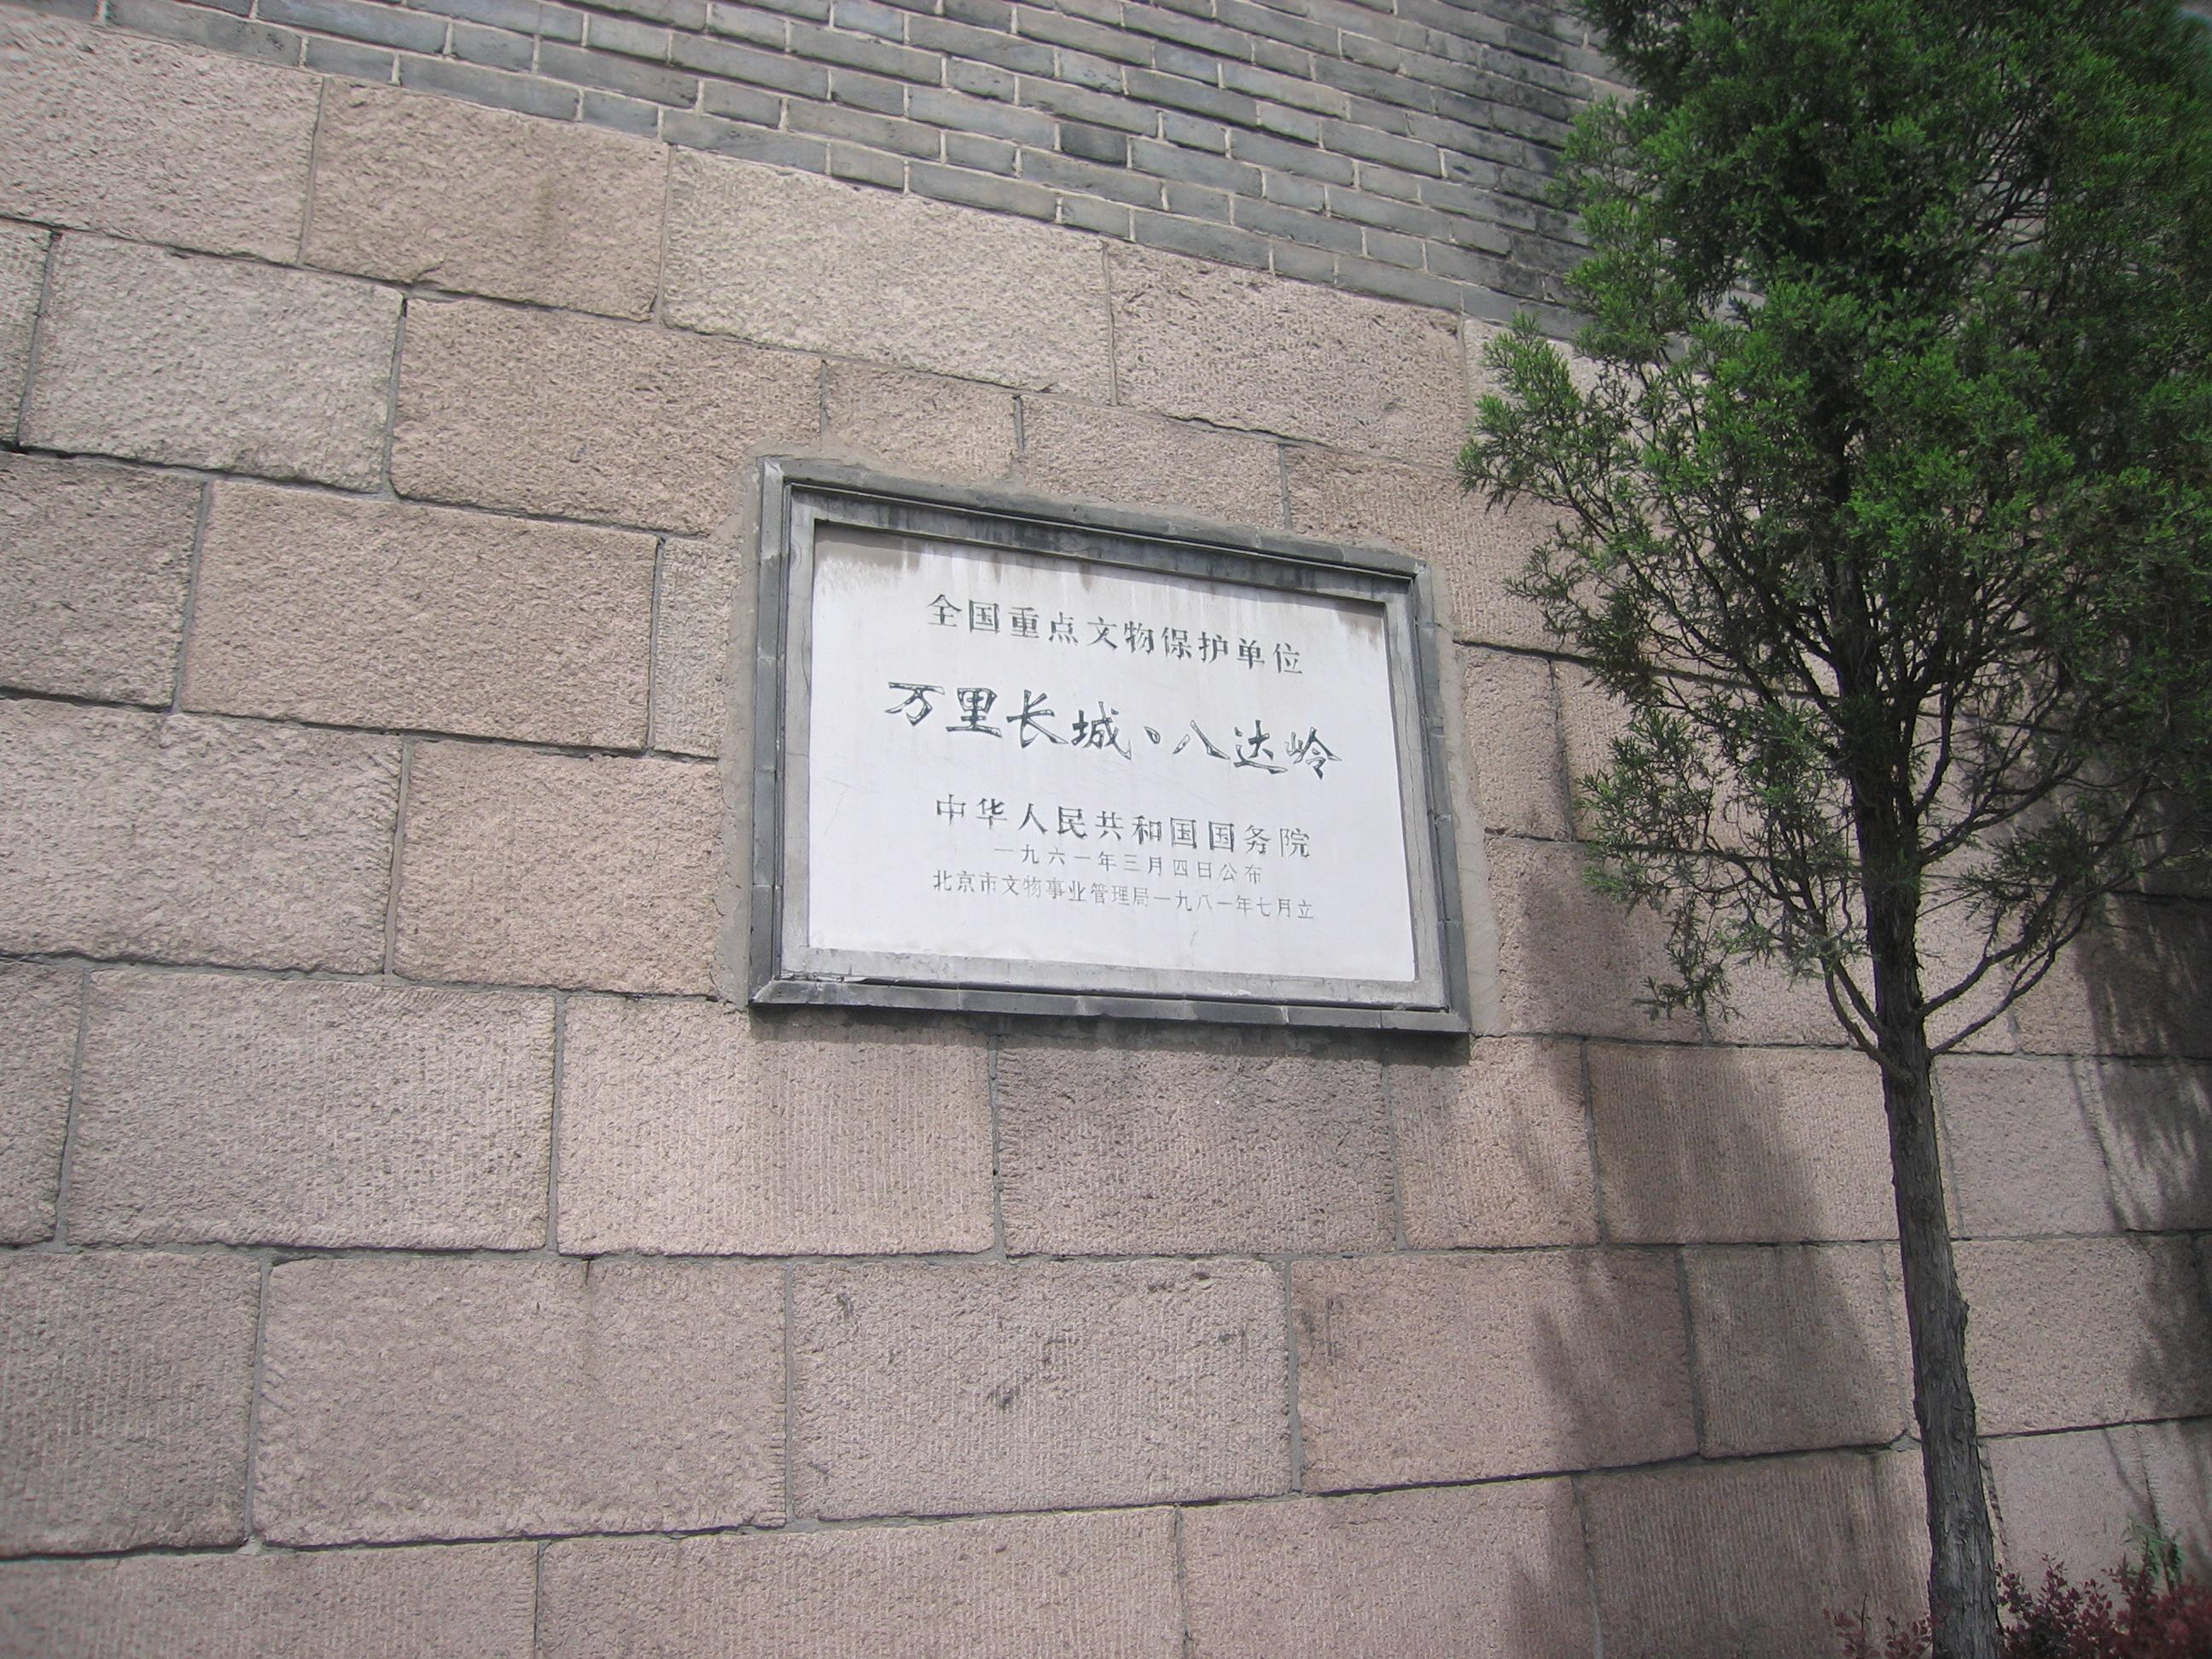 全国重点文物保护单位
万里长城、八达岭
中华人民共和国国务院
一九六一年三月四日公布
北京市文物事业管理局一九八一年七月立